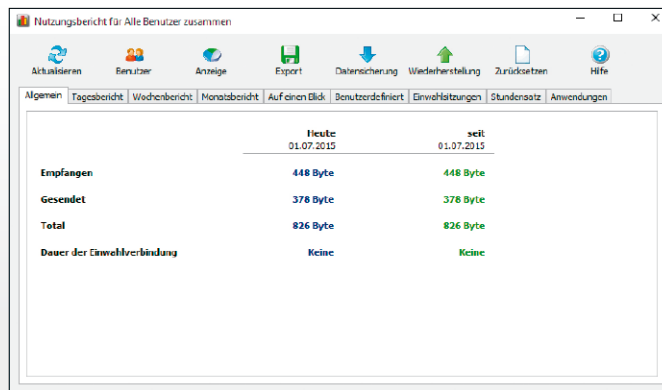 Nutzungsbericht für Alle Benutzer zusammen
Aktualisieren Benutzer Anzeige Export Datensicherung Wiederherstellung Zurücksetzen Hilfe
Allgemein Tagesbericht Wochenbericht Monatsbericht Auf einen Blick Benutzerdefiniert Einwahlsitzungen Stundensatz Anwendungen
Heute seit
01.07.2015 01.07.2015
Empfangen 448 Byte 448 Byte
Gesendet 378 Byte 378 Byte
Total 826 Byte 826 Byte
Dauer der Einwahlverbindung Keine Keine